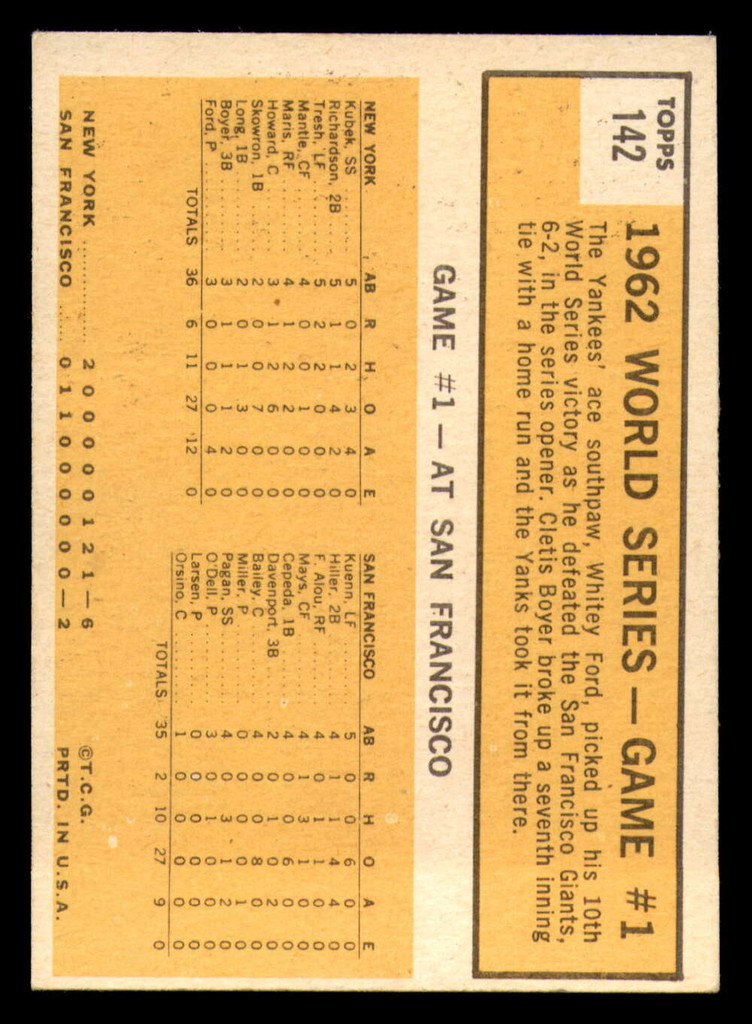 TOPPS
142
1962 WORLD SERIES—GAME #1
The Yankees' ace southpaw, Whitey Ford, picked up his 10th
World Series victory as he defeated the San Francisco Giants,
6-2, in the series opener. Cletis Boyer broke up a seventh inning
tie with a home run and the Yanks took it from there.
GAME #1 — AT SAN FRANCISCO
NEW YORK AB R H O A E
Kubek, SS ........ 5 0 2 3 4 0
Richardson, 2B .... 5 1 1 4 2 0
Tresh, LF ........ 5 2 2 0 0 0
Mantle, CF ....... 4 0 0 1 0 0
Maris, RF ........ 4 1 2 2 0 0
Howard, C ........ 3 1 2 6 0 0
Skowron, 1B ...... 2 0 0 7 0 0
Long, 1B ......... 2 0 1 3 0 0
Boyer, 3B ........ 3 1 1 1 2 0
Ford, P .......... 3 0 0 0 4 0
TOTALS 36 6 11 27 12 0
SAN FRANCISCO AB R H O A E
Kuenn, LF ........ 5 0 0 6 0 0
Hiller, 2B ....... 4 1 1 4 4 0
F. Alou, RF ...... 4 0 1 1 0 0
Mays, CF ......... 4 1 3 1 0 0
Cepeda, 1B ....... 4 0 0 6 0 0
Davenport, 3B .... 2 0 1 0 2 0
Bailey, C ........ 4 0 0 8 0 0
Miller, P ........ 0 0 0 0 1 0
Pagan, SS ........ 4 0 3 1 2 0
O'Dell, P ........ 3 0 1 0 0 0
Larsen, P ........ 0 0 0 0 0 0
Orsino, C ........ 1 0 0 0 0 0
TOTALS 35 2 10 27 9 0
NEW YORK .............. 2 0 0 0 0 0 1 2 1—6
SAN FRANCISCO ..... 0 1 1 0 0 0 0 0 0—2
©T.C.G.
PRTD. IN U.S.A.